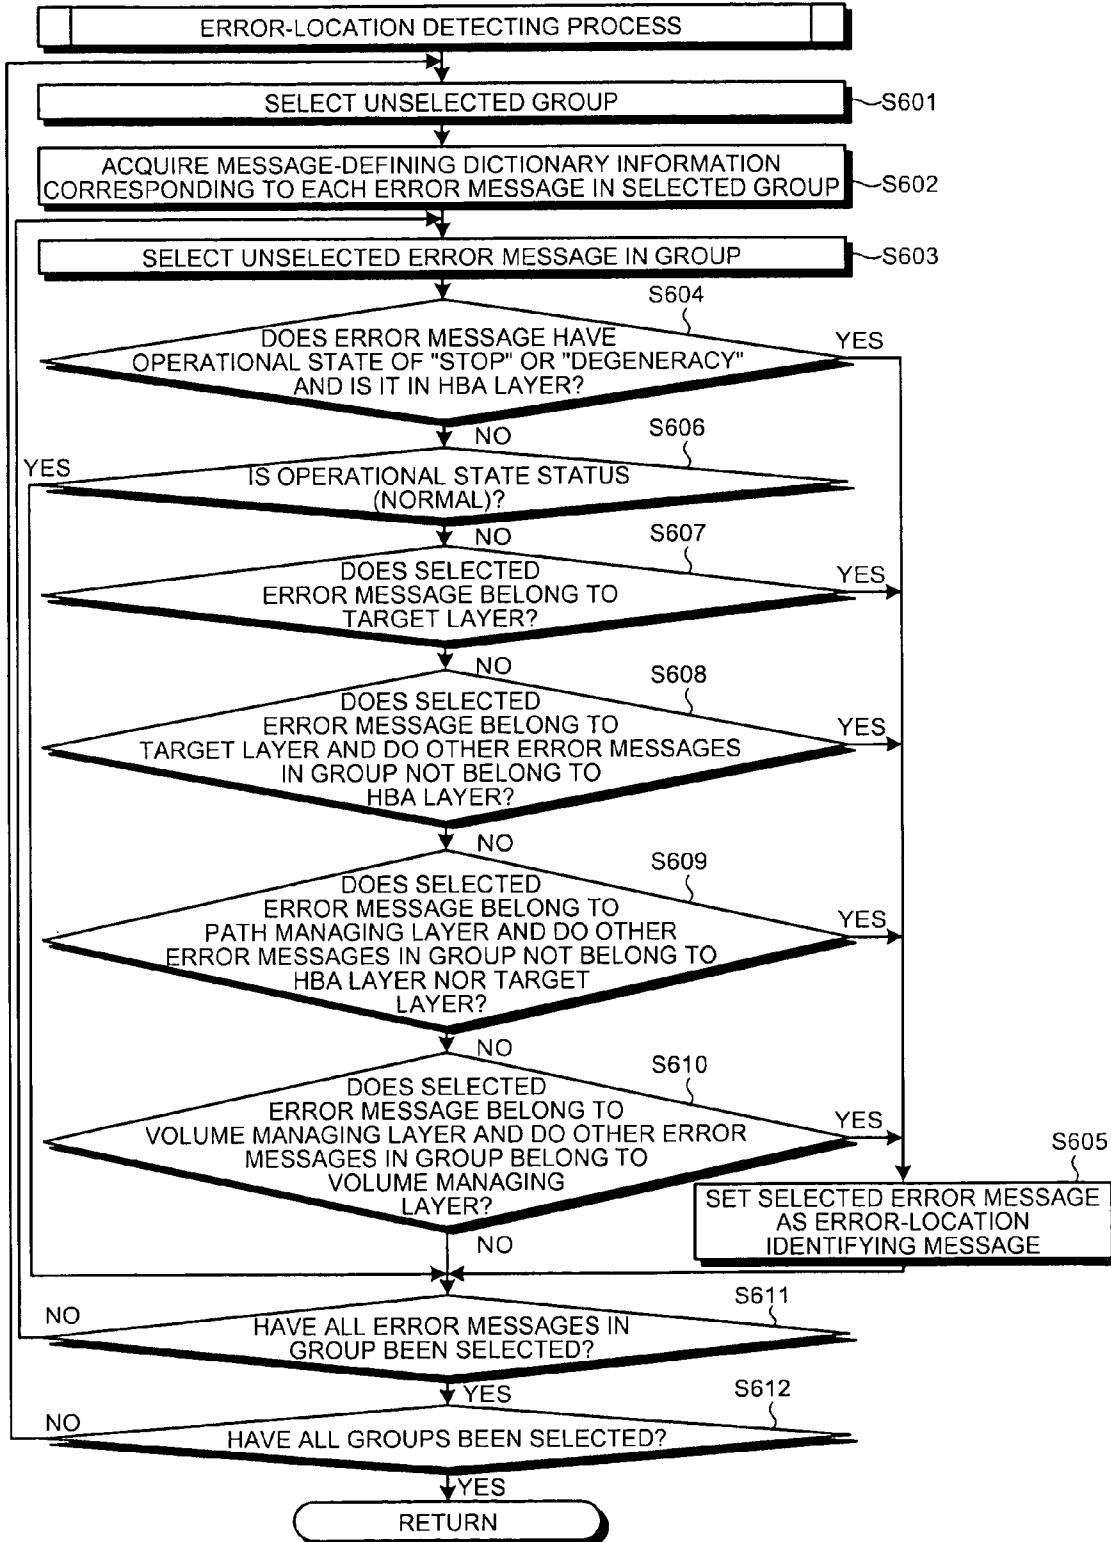 ERROR-LOCATION DETECTING PROCESS
SELECT UNSELECTED GROUP
S601
ACQUIRE MESSAGE-DEFINING DICTIONARY INFORMATION
CORRESPONDING TO EACH ERROR MESSAGE IN SELECTED GROUP
S602
SELECT UNSELECTED ERROR MESSAGE IN GROUP
S603
S604
DOES ERROR MESSAGE HAVE
OPERATIONAL STATE OF "STOP" OR "DEGENERACY"
AND IS IT IN HBA LAYER?
YES
NO
S606
YES
IS OPERATIONAL STATE STATUS
(NORMAL)?
NO
S607
DOES SELECTED
ERROR MESSAGE BELONG TO
TARGET LAYER?
YES
NO
S608
DOES SELECTED
ERROR MESSAGE BELONG TO
TARGET LAYER AND DO OTHER ERROR MESSAGES
IN GROUP NOT BELONG TO
HBA LAYER?
YES
NO
S609
DOES SELECTED
ERROR MESSAGE BELONG TO
PATH MANAGING LAYER AND DO OTHER
ERROR MESSAGES IN GROUP NOT BELONG TO
HBA LAYER NOR TARGET
LAYER?
YES
NO
S610
DOES SELECTED
ERROR MESSAGE BELONG TO
VOLUME MANAGING LAYER AND DO OTHER ERROR
MESSAGES IN GROUP BELONG TO
VOLUME MANAGING
LAYER?
YES
NO
S605
SET SELECTED ERROR MESSAGE
AS ERROR-LOCATION
IDENTIFYING MESSAGE
S611
NO
HAVE ALL ERROR MESSAGES IN
GROUP BEEN SELECTED?
YES
S612
NO
HAVE ALL GROUPS BEEN SELECTED?
YES
RETURN